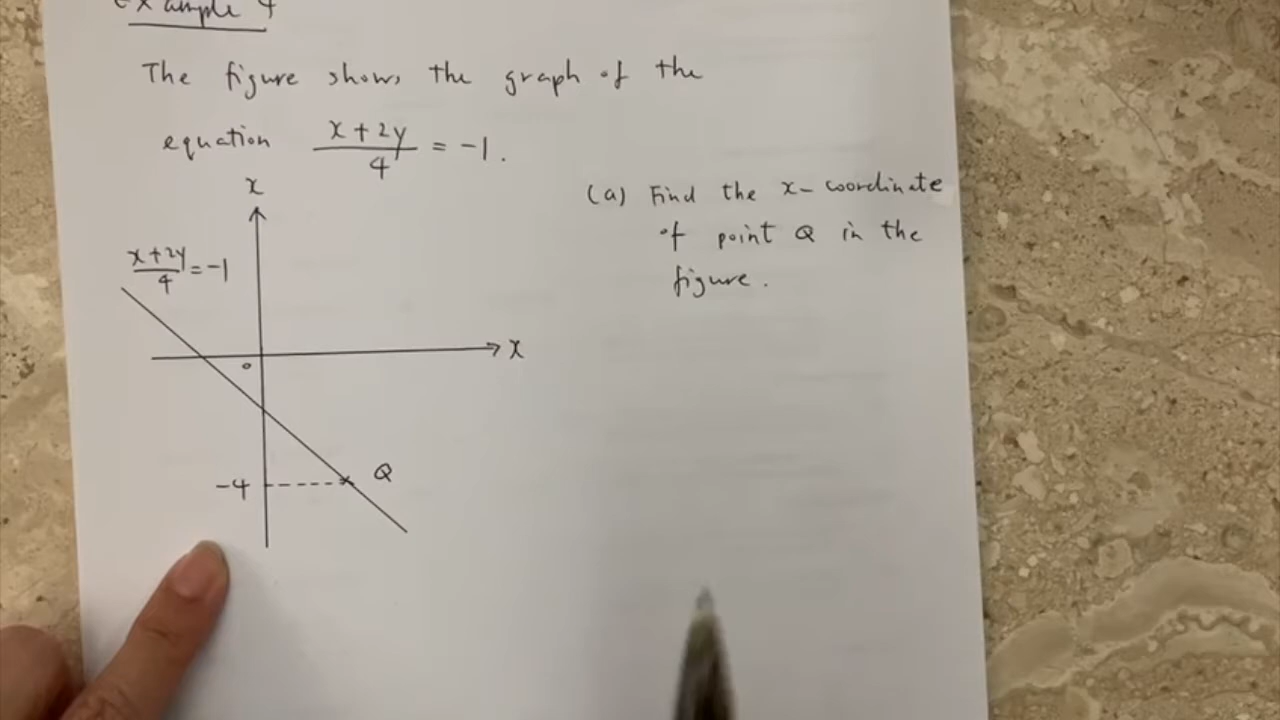 Example 4
The figure shows the graph of the
equation x+2y/4 = -1.
x
x+2y/4 = -1
(a) Find the x-coordinate
of point Q in the
figure.
x
o
Q
-4